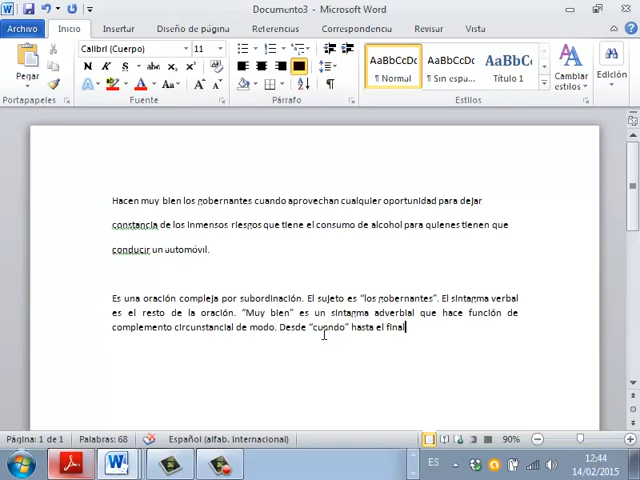 Documento3 - Microsoft Word
Archivo Inicio Insertar Diseño de página Referencias Correspondencia Revisar Vista
Calibri (Cuerpo) 11
Pegar
N K S abc x₂ x²
AaBbCcDc AaBbCcDc AaBbCc
¶ Normal ¶ Sin espa... Título 1
Cambiar estilos
Edición
Portapapeles Fuente Párrafo Estilos
Hacen muy bien los gobernantes cuando aprovechan cualquier oportunidad para dejar
constancia de los inmensos riesgos que tiene el consumo de alcohol para quienes tienen que
conducir un automóvil.
Es una oración compleja por subordinación. El sujeto es “los gobernantes”. El sintagma verbal
es el resto de la oración. “Muy bien” es un sintagma adverbial que hace función de
complemento circunstancial de modo. Desde “cuando” hasta el final
Página: 1 de 1 Palabras: 68 Español (alfab. internacional) 90%
ES 12:44
14/02/2015